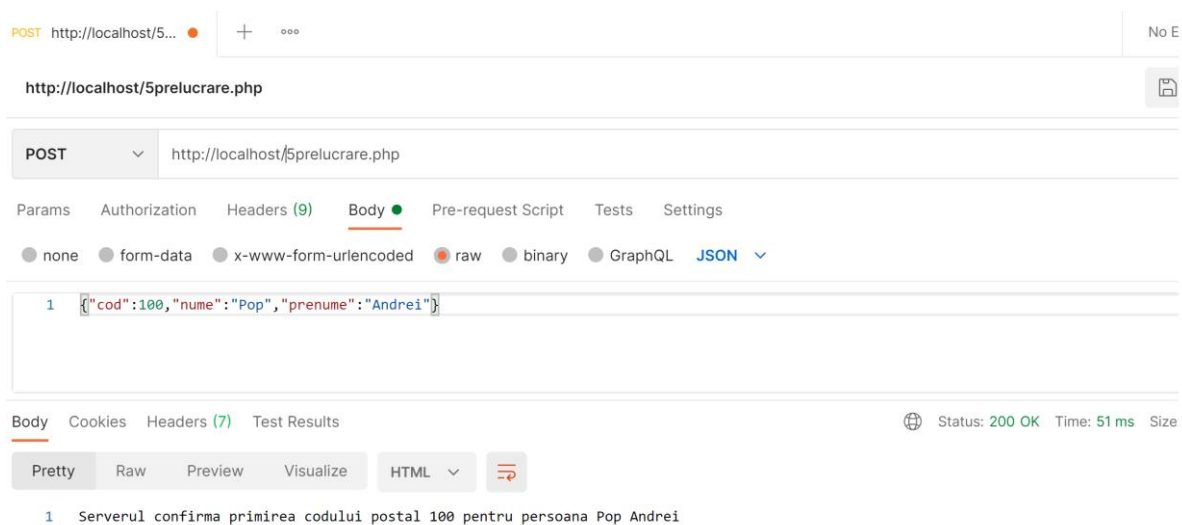 POST http://localhost/5... + ooo No E
http://localhost/5prelucrare.php
POST http://localhost/5prelucrare.php
Params Authorization Headers (9) Body Pre-request Script Tests Settings
none form-data x-www-form-urlencoded raw binary GraphQL JSON
1 {"cod":100,"nume":"Pop","prenume":"Andrei"}
Body Cookies Headers (7) Test Results Status: 200 OK Time: 51 ms Size
Pretty Raw Preview Visualize HTML
1 Serverul confirma primirea codului postal 100 pentru persoana Pop Andrei